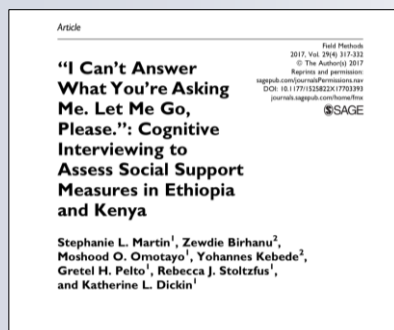 Article
Field Methods
2017, Vol. 29(4) 317-332
© The Author(s) 2017
Reprints and permission:
sagepub.com/journalsPermissions.nav
DOI: 10.1177/1525822X17703393
journals.sagepub.com/home/fmx
SAGE
“I Can’t Answer
What You’re Asking
Me. Let Me Go,
Please.”: Cognitive
Interviewing to
Assess Social Support
Measures in Ethiopia
and Kenya
Stephanie L. Martin¹, Zewdie Birhanu²,
Moshood O. Omotayo¹, Yohannes Kebede²,
Gretel H. Pelto¹, Rebecca J. Stoltzfus¹,
and Katherine L. Dickin¹